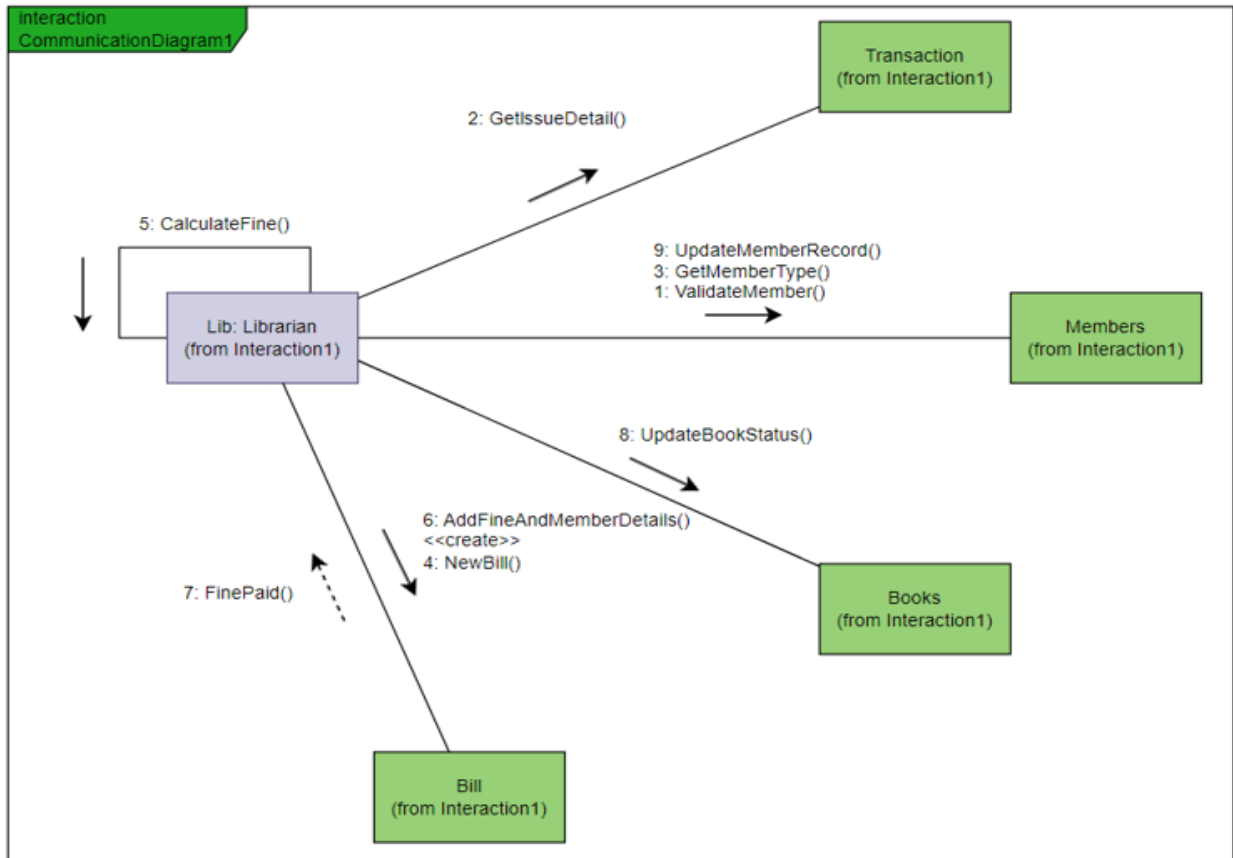 interaction
CommunicationDiagram1
Transaction
(from Interaction1)
2: GetIssueDetail()
5: CalculateFine()
9: UpdateMemberRecord()
3: GetMemberType()
1: ValidateMember()
Lib: Librarian
(from Interaction1)
Members
(from Interaction1)
8: UpdateBookStatus()
6: AddFineAndMemberDetails()
<<create>>
4: NewBill()
7: FinePaid()
Books
(from Interaction1)
Bill
(from Interaction1)